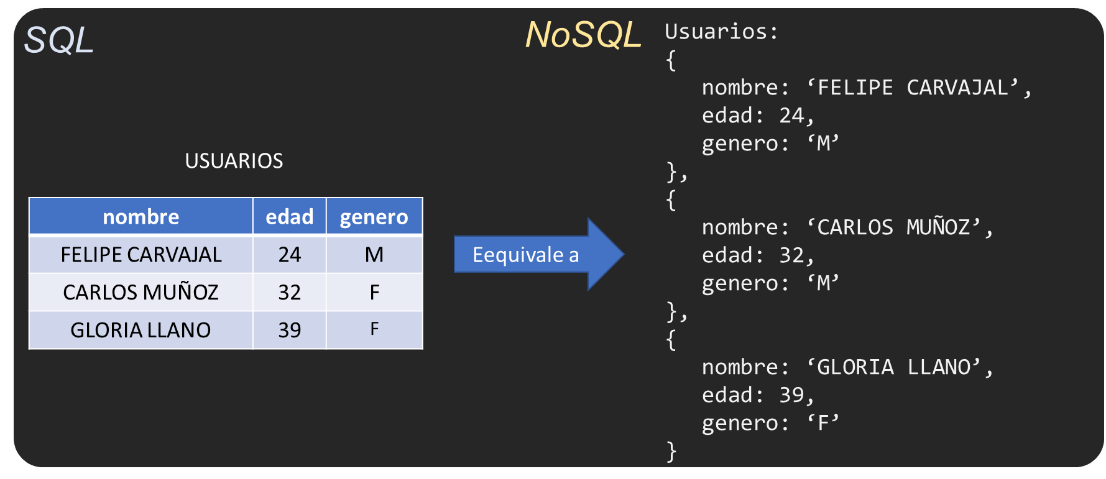 SQL
USUARIOS
nombre edad genero
FELIPE CARVAJAL 24 M
CARLOS MUÑOZ 32 F
GLORIA LLANO 39 F
Eequivale a
NoSQL
Usuarios:
{
nombre: ‘FELIPE CARVAJAL’,
edad: 24,
genero: ‘M’
},
{
nombre: ‘CARLOS MUÑOZ’,
edad: 32,
genero: ‘M’
},
{
nombre: ‘GLORIA LLANO’,
edad: 39,
genero: ‘F’
}